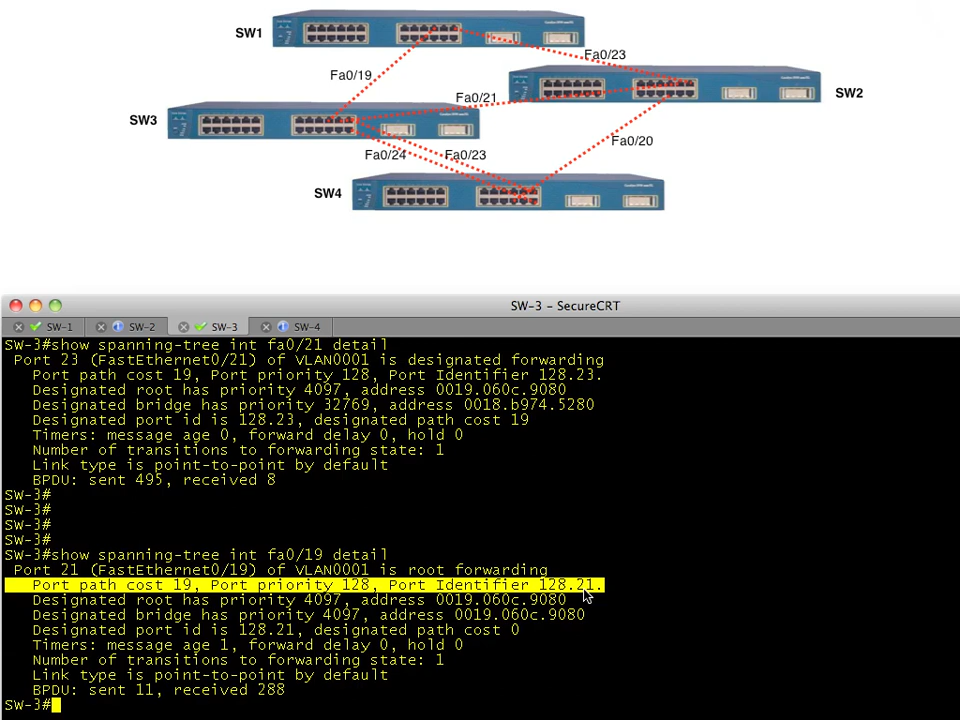 SW1
Fa0/23
Fa0/19
SW2
Fa0/21
SW3
Fa0/20
Fa0/24
Fa0/23
SW4
SW-3 – SecureCRT
SW-1
SW-2
SW-3
SW-4
SW-3#show spanning-tree int fa0/21 detail
Port 23 (FastEthernet0/21) of VLAN0001 is designated forwarding
Port path cost 19, Port priority 128, Port Identifier 128.23.
Designated root has priority 4097, address 0019.060c.9080
Designated bridge has priority 32769, address 0018.b974.5280
Designated port id is 128.23, designated path cost 19
Timers: message age 0, forward delay 0, hold 0
Number of transitions to forwarding state: 1
Link type is point-to-point by default
BPDU: sent 495, received 8
SW-3#
SW-3#
SW-3#
SW-3#
SW-3#show spanning-tree int fa0/19 detail
Port 21 (FastEthernet0/19) of VLAN0001 is root forwarding
Port path cost 19, Port priority 128, Port Identifier 128.21.
Designated root has priority 4097, address 0019.060c.9080
Designated bridge has priority 4097, address 0019.060c.9080
Designated port id is 128.21, designated path cost 0
Timers: message age 1, forward delay 0, hold 0
Number of transitions to forwarding state: 1
Link type is point-to-point by default
BPDU: sent 11, received 288
SW-3#